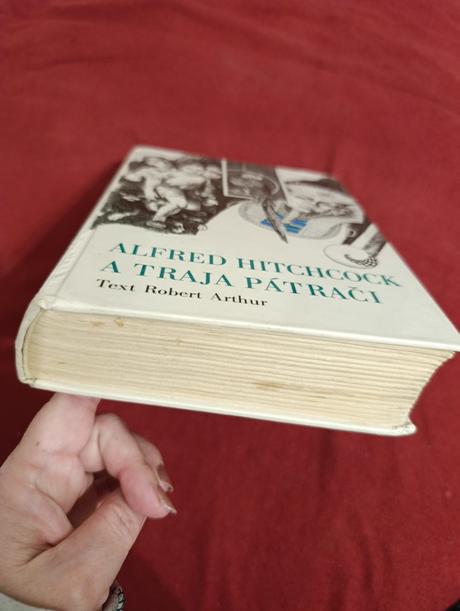 ALFRED HITCHCOCK
A TRAJA PÁTRAČI
Text Robert Arthur